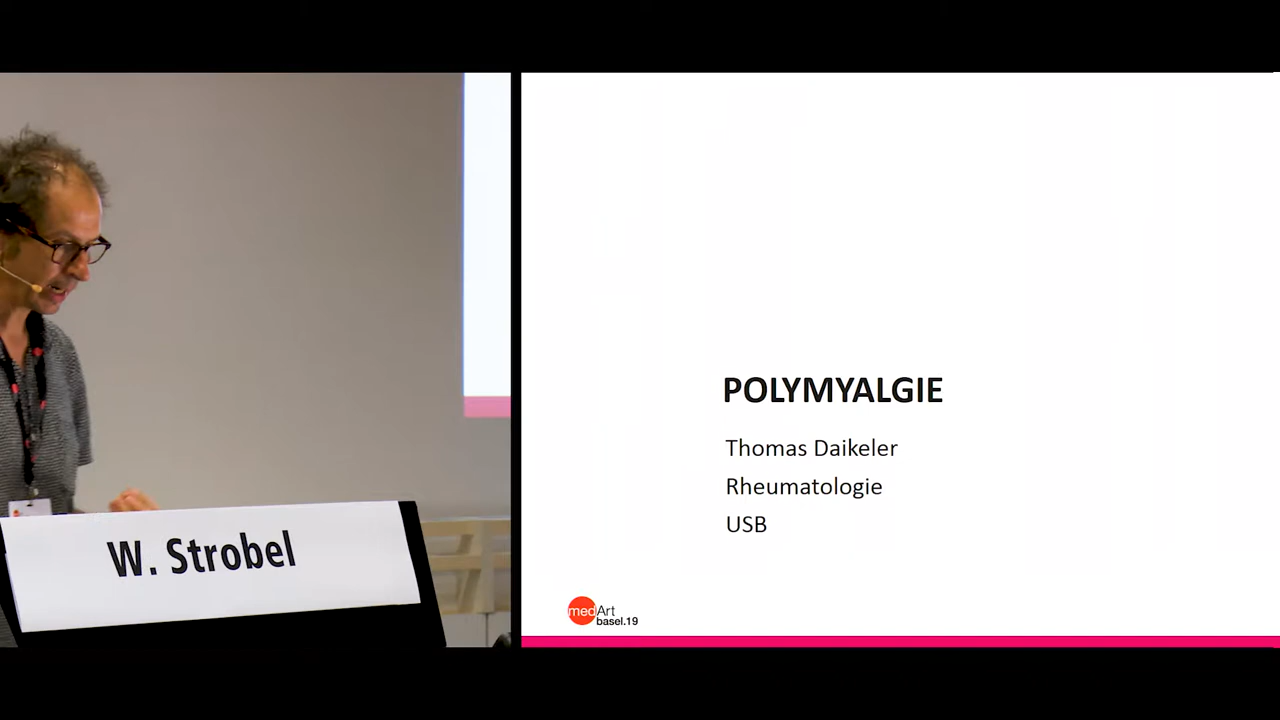 W. Strobel
POLYMYALGIE
Thomas Daikeler
Rheumatologie
USB
medArt
basel.19